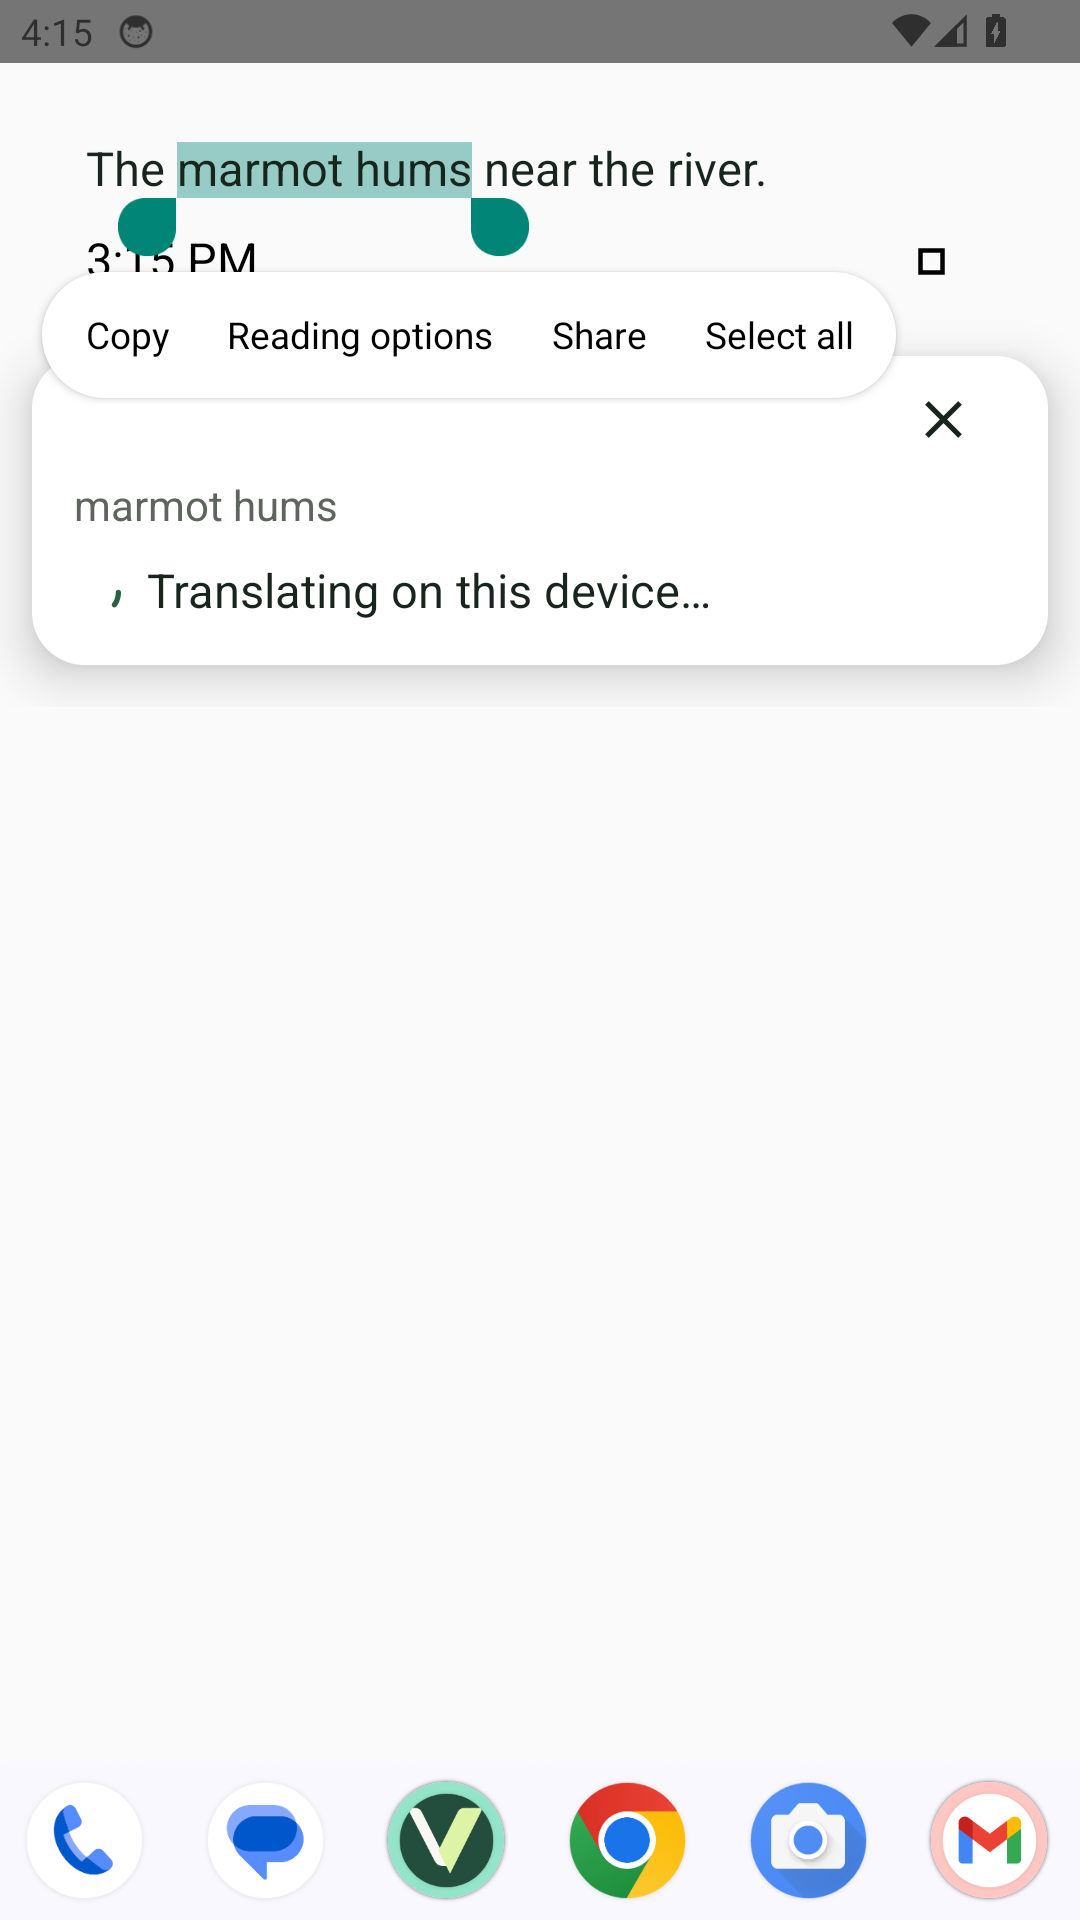 4:15
The marmot hums near the river.
3:15 PM
Copy Reading options Share Select all
marmot hums
Translating on this device…